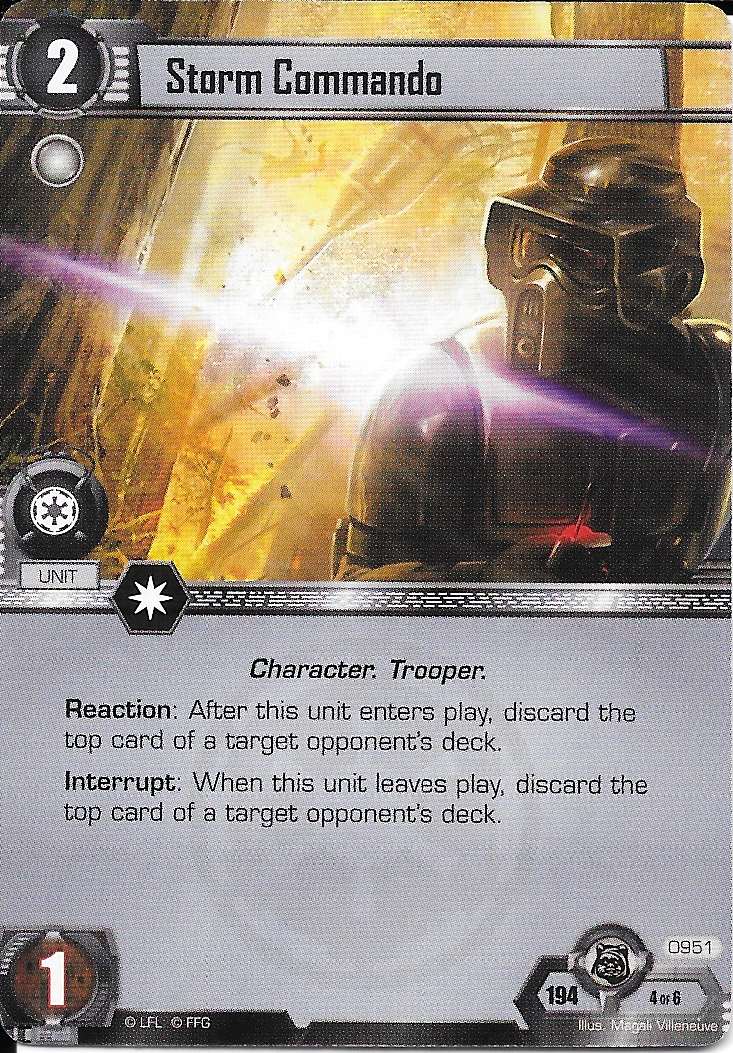 2
Storm Commando
UNIT
Character. Trooper.
Reaction: After this unit enters play, discard the
top card of a target opponent's deck.
Interrupt: When this unit leaves play, discard the
top card of a target opponent's deck.
1
© LFL © FFG
0951
194
4 OF 6
Illus. Magali Villeneuve